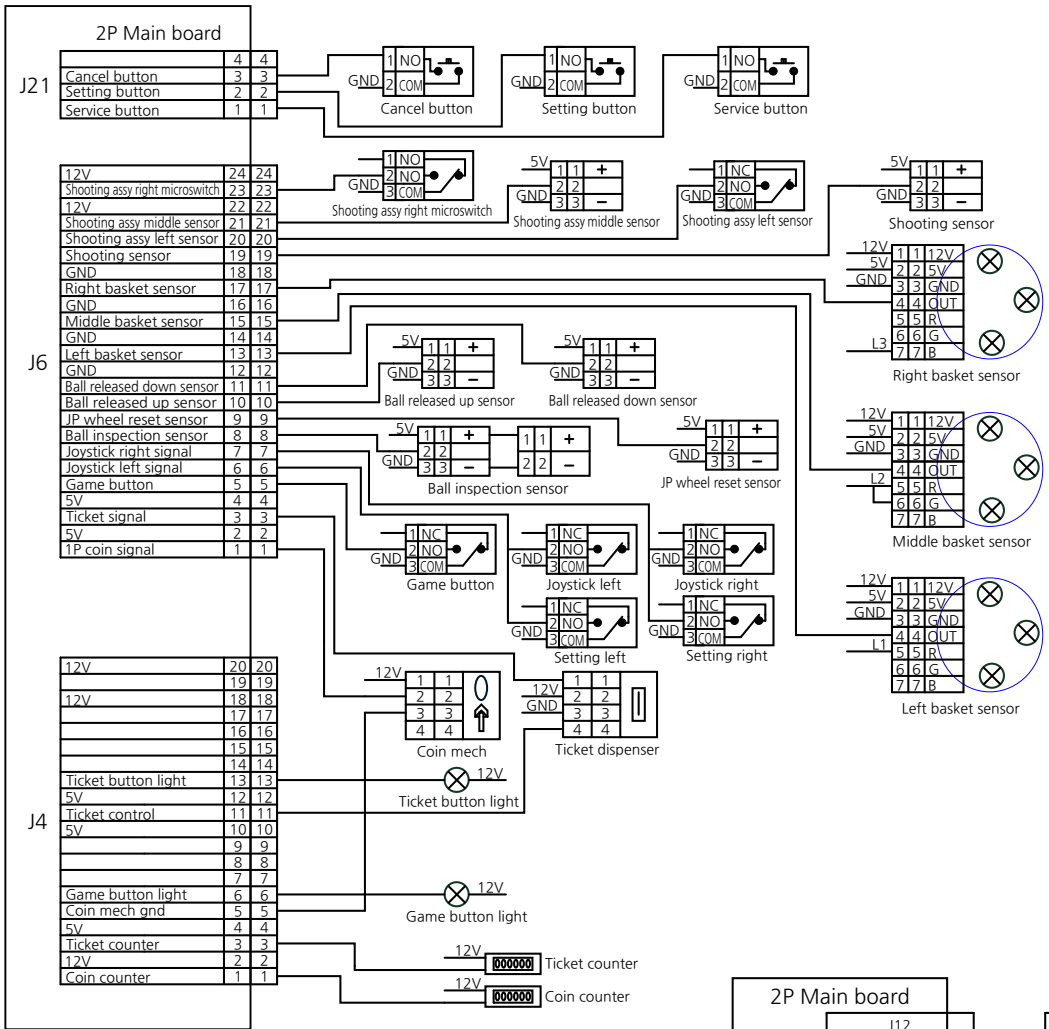 2P Main board
J21
4 4
Cancel button 3 3
Setting button 2 2
Service button 1 1
1 NO
GND 2 COM
Cancel button
1 NO
GND 2 COM
Setting button
1 NO
GND 2 COM
Service button
J6
12V 24 24
Shooting assy right microswitch 23 23
12V 22 22
Shooting assy middle sensor 21 21
Shooting assy left sensor 20 20
Shooting sensor 19 19
GND 18 18
Right basket sensor 17 17
GND 16 16
Middle basket sensor 15 15
GND 14 14
Left basket sensor 13 13
GND 12 12
Ball released down sensor 11 11
Ball released up sensor 10 10
JP wheel reset sensor 9 9
Ball inspection sensor 8 8
Joystick right signal 7 7
Joystick left signal 6 6
Game button 5 5
5V 4 4
Ticket signal 3 3
5V 2 2
1P coin signal 1 1
1 NO
2 NO
GND 3 COM
Shooting assy right microswitch
5V 1 1 +
2 2
GND 3 3 −
Shooting assy middle sensor
1 NC
2 NO
GND 3 COM
Shooting assy left sensor
5V 1 1 +
2 2
GND 3 3 −
Shooting sensor
12V 1 1 12V
5V 2 2 5V
GND 3 3 GND
4 4 OUT
5 5 R
6 6 G
L3 7 7 B
Right basket sensor
5V 1 1 +
2 2
GND 3 3 −
Ball released up sensor
5V 1 1 +
2 2
GND 3 3 −
Ball released down sensor
5V 1 1 +
2 2
GND 3 3 −
1 1 +
2 2 −
Ball inspection sensor
5V 1 1 +
2 2
GND 3 3 −
JP wheel reset sensor
12V 1 1 12V
5V 2 2 5V
GND 3 3 GND
4 4 OUT
L2 5 5 R
6 6 G
7 7 B
Middle basket sensor
1 NC
2 NO
GND 3 COM
Game button
1 NC
2 NO
GND 3 COM
Joystick left
1 NC
2 NO
GND 3 COM
Joystick right
1 NC
2 NO
GND 3 COM
Setting left
1 NC
2 NO
GND 3 COM
Setting right
12V 1 1 12V
5V 2 2 5V
GND 3 3 GND
4 4 OUT
L1 5 5 R
6 6 G
7 7 B
Left basket sensor
J4
12V 20 20
19 19
12V 18 18
17 17
16 16
15 15
14 14
Ticket button light 13 13
5V 12 12
Ticket control 11 11
5V 10 10
9 9
8 8
7 7
Game button light 6 6
Coin mech gnd 5 5
5V 4 4
Ticket counter 3 3
12V 2 2
Coin counter 1 1
12V 1 1
2 2
3 3
4 4
Coin mech
1 1
12V 2 2
GND 3 3
4 4
Ticket dispenser
12V
Ticket button light
12V
Game button light
12V 000000 Ticket counter
12V 000000 Coin counter
2P Main board
J12